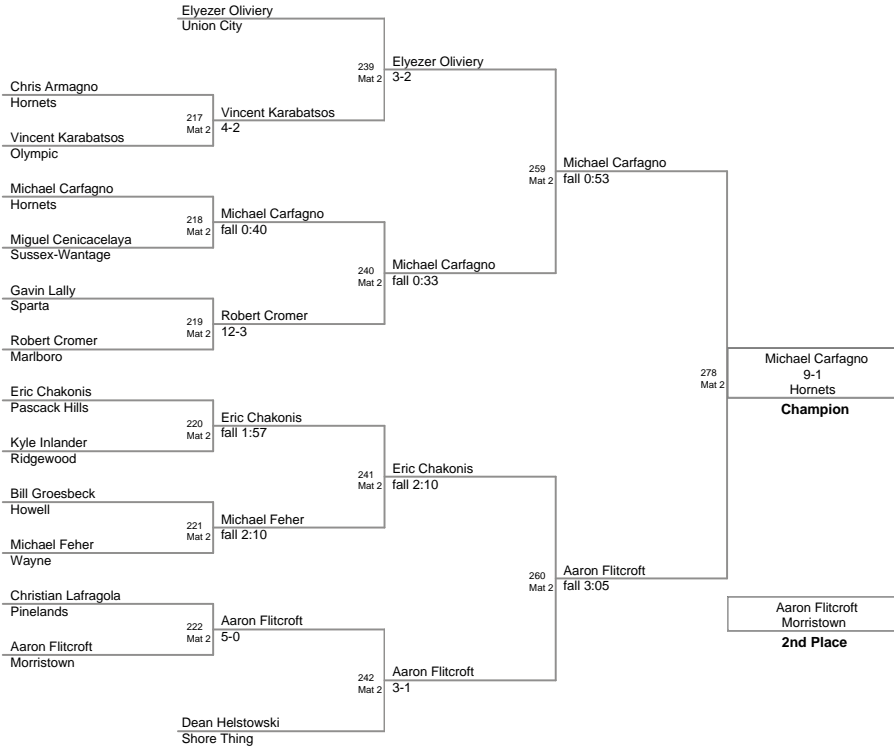 Elyezer Oliviery
Union City
239
Mat 2
Elyezer Oliviery
3-2
Chris Armagno
Hornets
217
Mat 2
Vincent Karabatsos
4-2
Vincent Karabatsos
Olympic
259
Mat 2
Michael Carfagno
fall 0:53
Michael Carfagno
Hornets
218
Mat 2
Michael Carfagno
fall 0:40
Miguel Cenicacelaya
Sussex-Wantage
240
Mat 2
Michael Carfagno
fall 0:33
Gavin Lally
Sparta
219
Mat 2
Robert Cromer
12-3
Robert Cromer
Marlboro
278
Mat 2
Michael Carfagno
9-1
Hornets
Champion
Eric Chakonis
Pascack Hills
220
Mat 2
Eric Chakonis
fall 1:57
Kyle Inlander
Ridgewood
241
Mat 2
Eric Chakonis
fall 2:10
Bill Groesbeck
Howell
221
Mat 2
Michael Feher
fall 2:10
Michael Feher
Wayne
260
Mat 2
Aaron Flitcroft
fall 3:05
Christian Lafragola
Pinelands
222
Mat 2
Aaron Flitcroft
5-0
Aaron Flitcroft
Morristown
Aaron Flitcroft
Morristown
2nd Place
242
Mat 2
Aaron Flitcroft
3-1
Dean Helstowski
Shore Thing